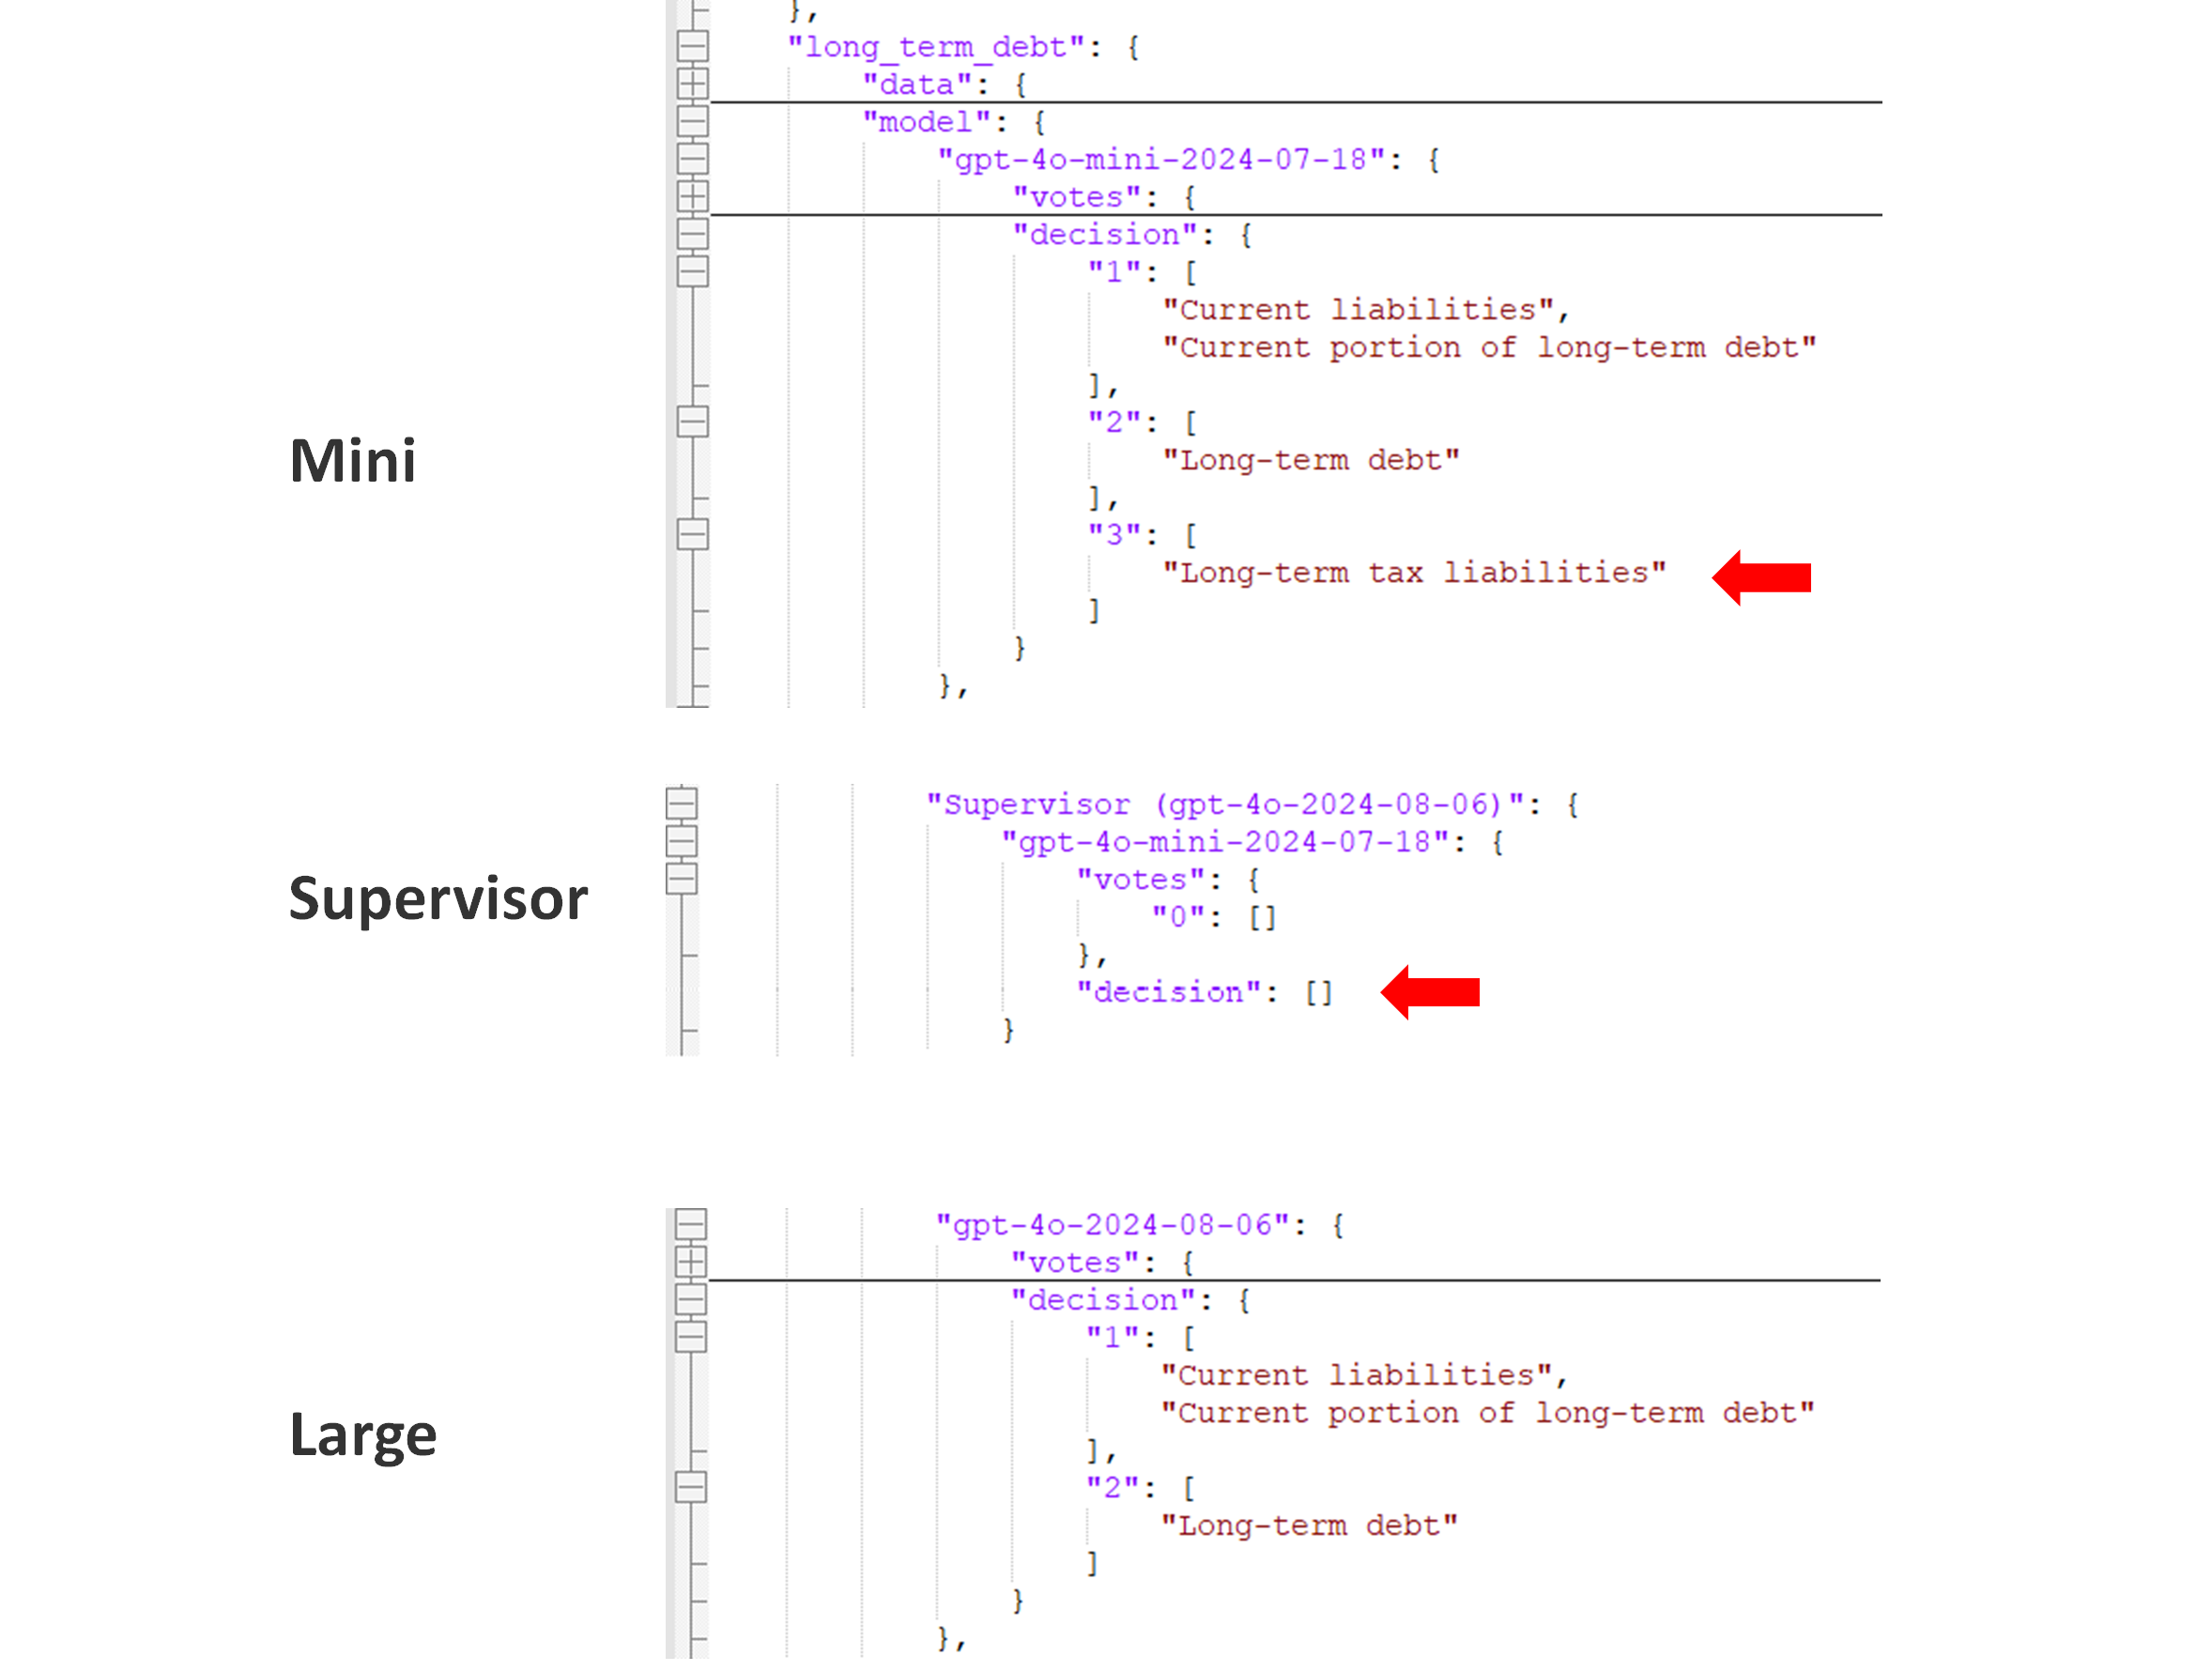 },
"long_term_debt": {
"data": {
"model": {
"gpt-4o-mini-2024-07-18": {
"votes": {
"decision": {
"1": [
"Current liabilities",
"Current portion of long-term debt"
],
"2": [
"Long-term debt"
],
"3": [
"Long-term tax liabilities"
]
}
},
Mini
"Supervisor (gpt-4o-2024-08-06)": {
"gpt-4o-mini-2024-07-18": {
"votes": {
"0": []
},
"decision": []
}
Supervisor
"gpt-4o-2024-08-06": {
"votes": {
"decision": {
"1": [
"Current liabilities",
"Current portion of long-term debt"
],
"2": [
"Long-term debt"
]
}
},
Large